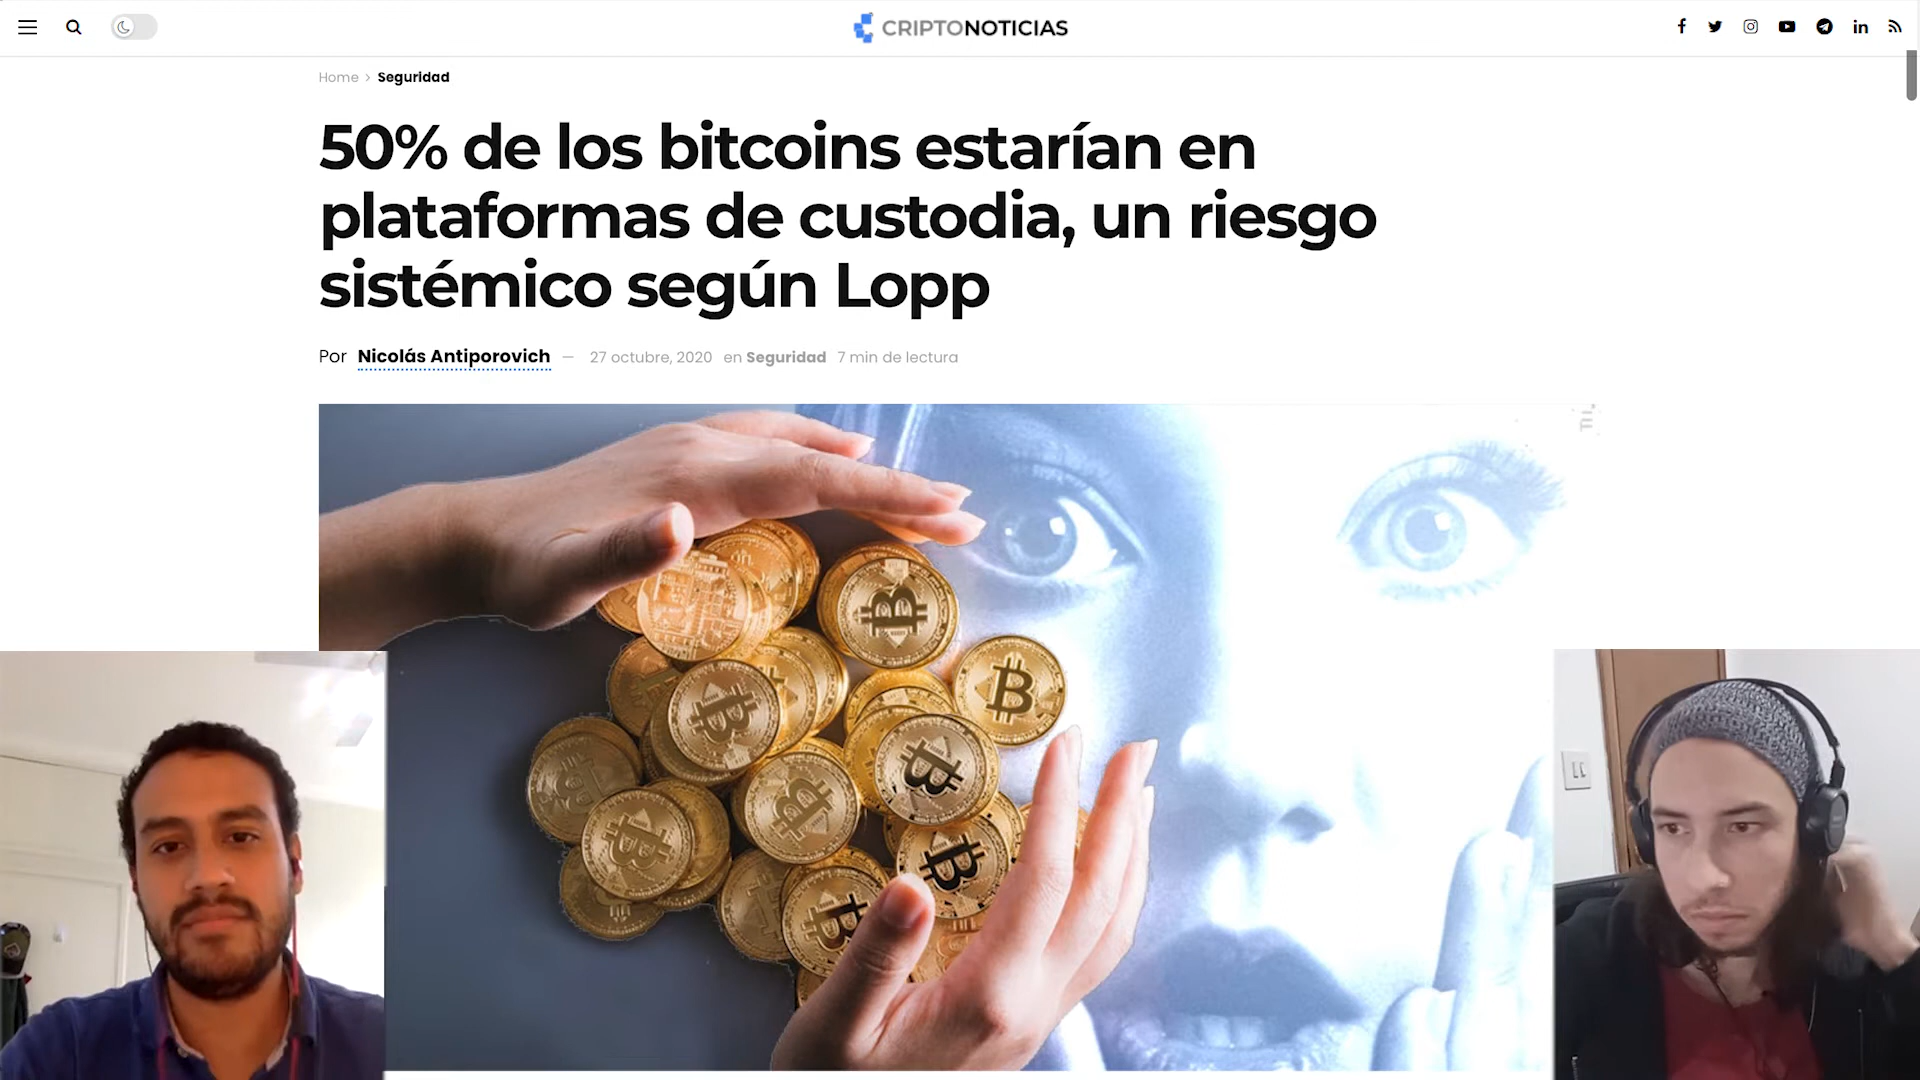 CRIPTONOTICIAS
Home > Seguridad
50% de los bitcoins estarían en
plataformas de custodia, un riesgo
sistémico según Lopp
Por Nicolás Antiporovich — 27 octubre, 2020 en Seguridad 7 min de lectura